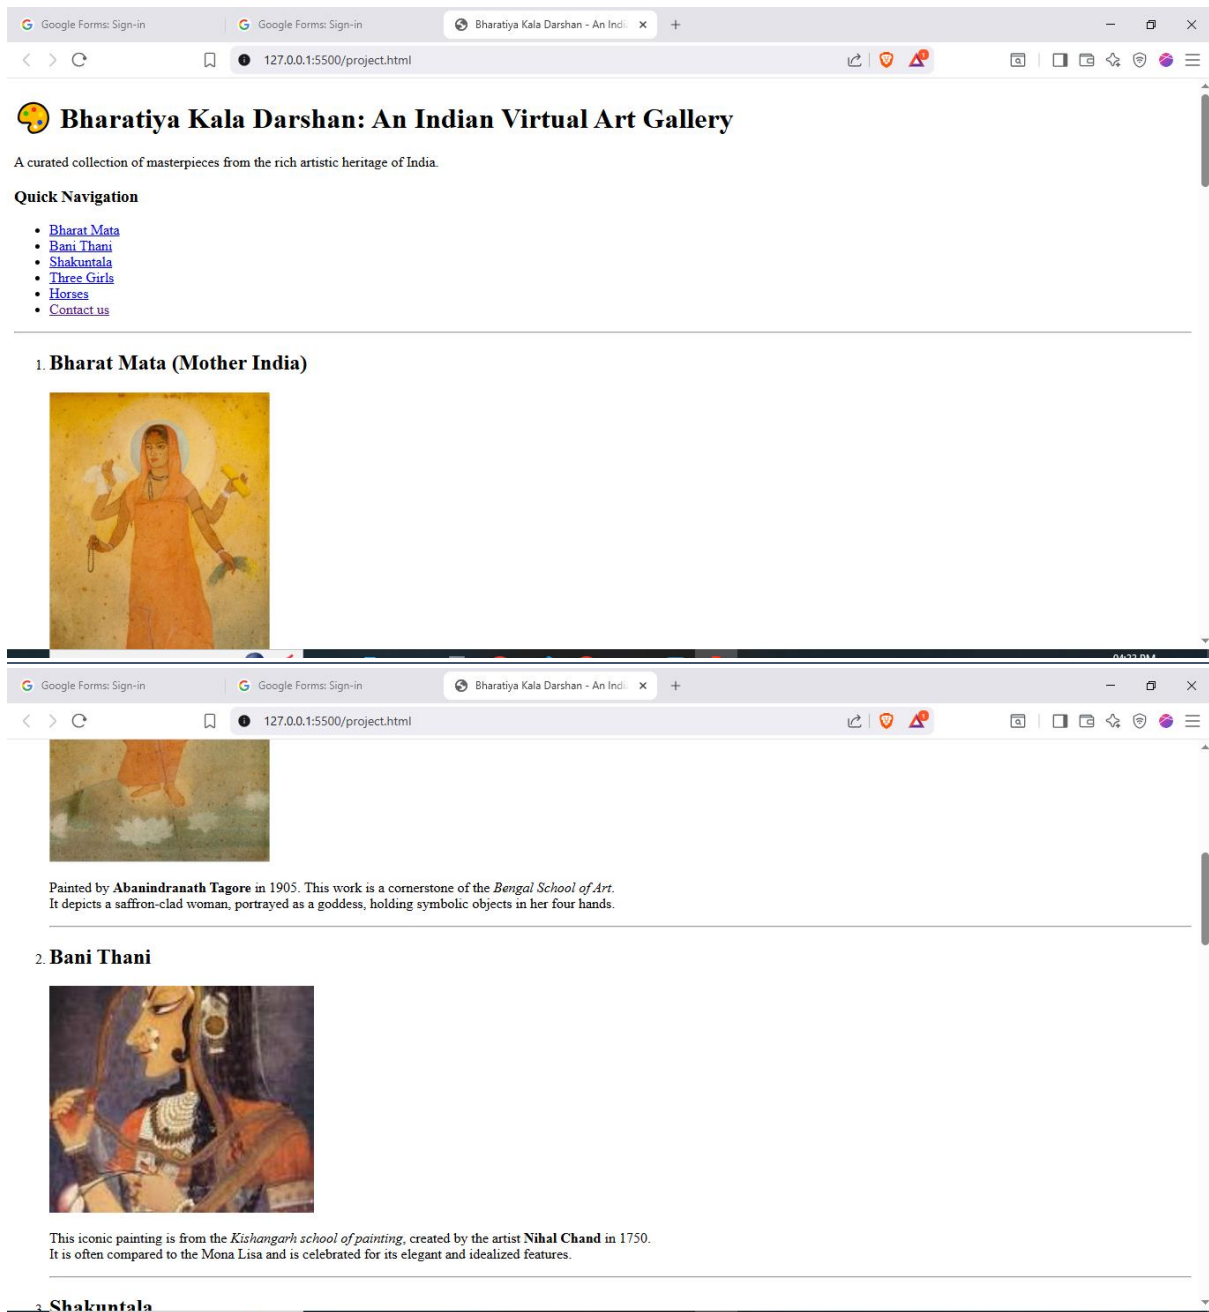 Google Forms: Sign-in
Google Forms: Sign-in
Bharatiya Kala Darshan - An Indi
127.0.0.1:5500/project.html
Bharatiya Kala Darshan: An Indian Virtual Art Gallery
A curated collection of masterpieces from the rich artistic heritage of India.
Quick Navigation
Bharat Mata
Bani Thani
Shakuntala
Three Girls
Horses
Contact us
1. Bharat Mata (Mother India)
Google Forms: Sign-in
Google Forms: Sign-in
Bharatiya Kala Darshan - An Indi
127.0.0.1:5500/project.html
Painted by Abanindranath Tagore in 1905. This work is a cornerstone of the Bengal School of Art.
It depicts a saffron-clad woman, portrayed as a goddess, holding symbolic objects in her four hands.
2. Bani Thani
This iconic painting is from the Kishangarh school of painting, created by the artist Nihal Chand in 1750.
It is often compared to the Mona Lisa and is celebrated for its elegant and idealized features.
3. Shakuntala